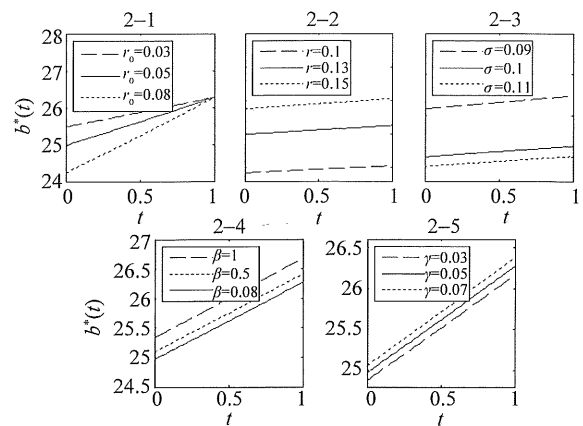 2-1
2-2
2-3
b*(t)
28
27
26
25
24
r₀=0.03
r₀=0.05
r₀=0.08
0
0.5
1
t
r=0.1
r=0.13
r=0.15
0
0.5
1
t
σ=0.09
σ=0.1
σ=0.11
0
0.5
1
t
2-4
2-5
b*(t)
27
26.5
26
25.5
25
24.5
β=1
β=0.5
β=0.08
0
0.5
1
t
b*(t)
26.5
26
25.5
25
γ=0.03
γ=0.05
γ=0.07
0
0.5
1
t